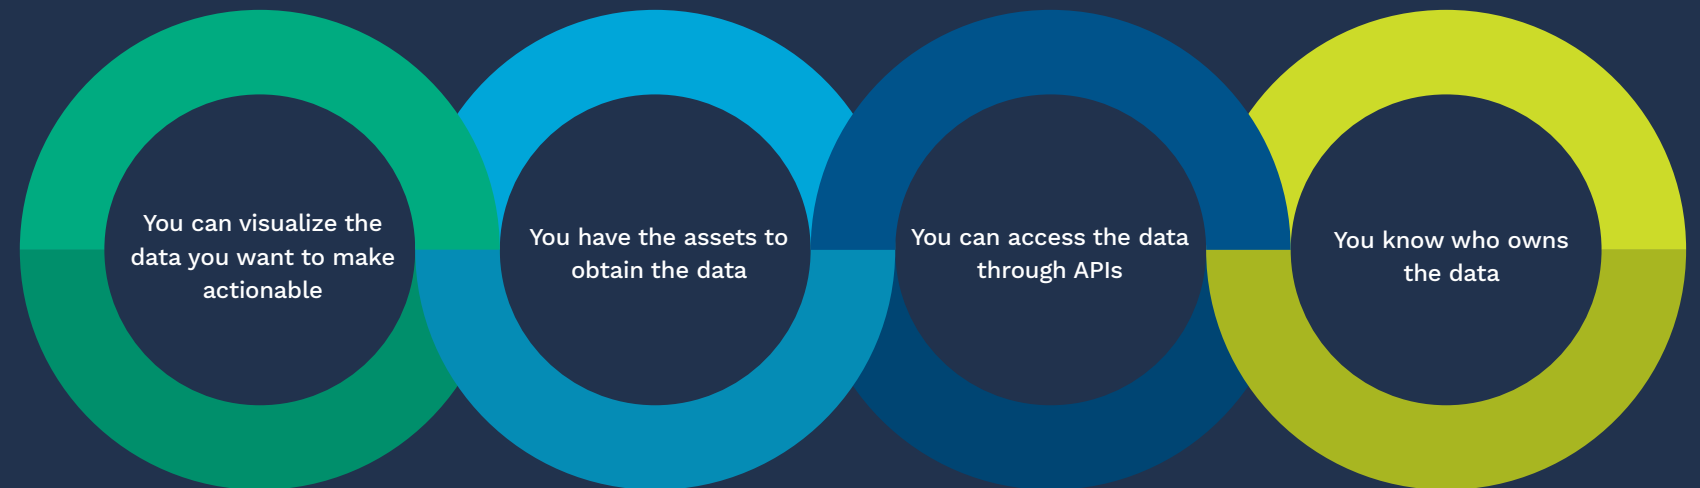 You can visualize the
data you want to make
actionable
You have the assets to
obtain the data
You can access the data
through APIs
You know who owns
the data